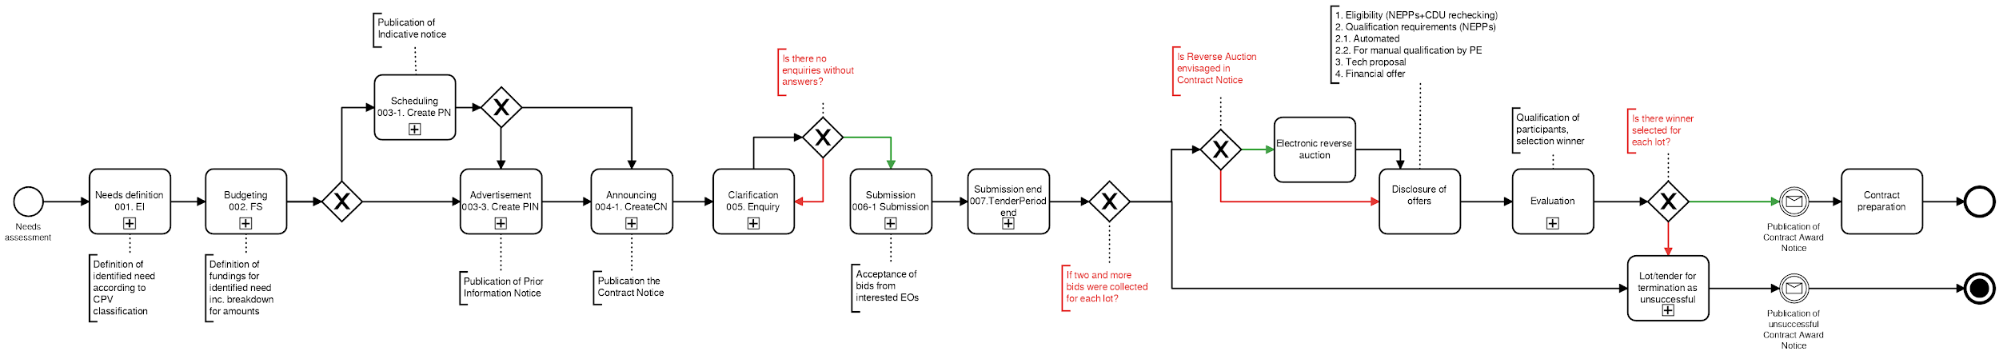 Publication of
Indicative notice
Scheduling
003-1. Create PN
Needs
assessment
Needs definition
001. EI
Definition of
identified need
according to
CPV
classification
Budgeting
002. FS
Definition of
fundings for
identified need
inc. breakdown
for amounts
X
X
Advertisement
003-3. Create PIN
Publication of Prior
Information Notice
Announcing
004-1. CreateCN
Publication the
Contract Notice
Clarification
005. Enquiry
Is there no
enquiries without
answers?
X
Submission
006-1 Submission
Acceptance of
bids from
interested EOs
Submission end
007.TenderPeriod
end
X
If two and more
bids were collected
for each lot?
Is Reverse Auction
envisaged in
Contract Notice
X
Electronic reverse
auction
1. Eligibility (NEPPs+CDU rechecking)
2. Qualification requirements (NEPPs)
2.1. Automated
2.2. For manual qualification by PE
3. Tech proposal
4. Financial offer
Disclosure of
offers
Qualification of
participants,
selection winner
Evaluation
Is there winner
selected for
each lot?
X
Publication of
Contract Award
Notice
Contract
preparation
Lot/tender for
termination as
unsuccessful
Publication of
unsuccessful
Contract Award
Notice